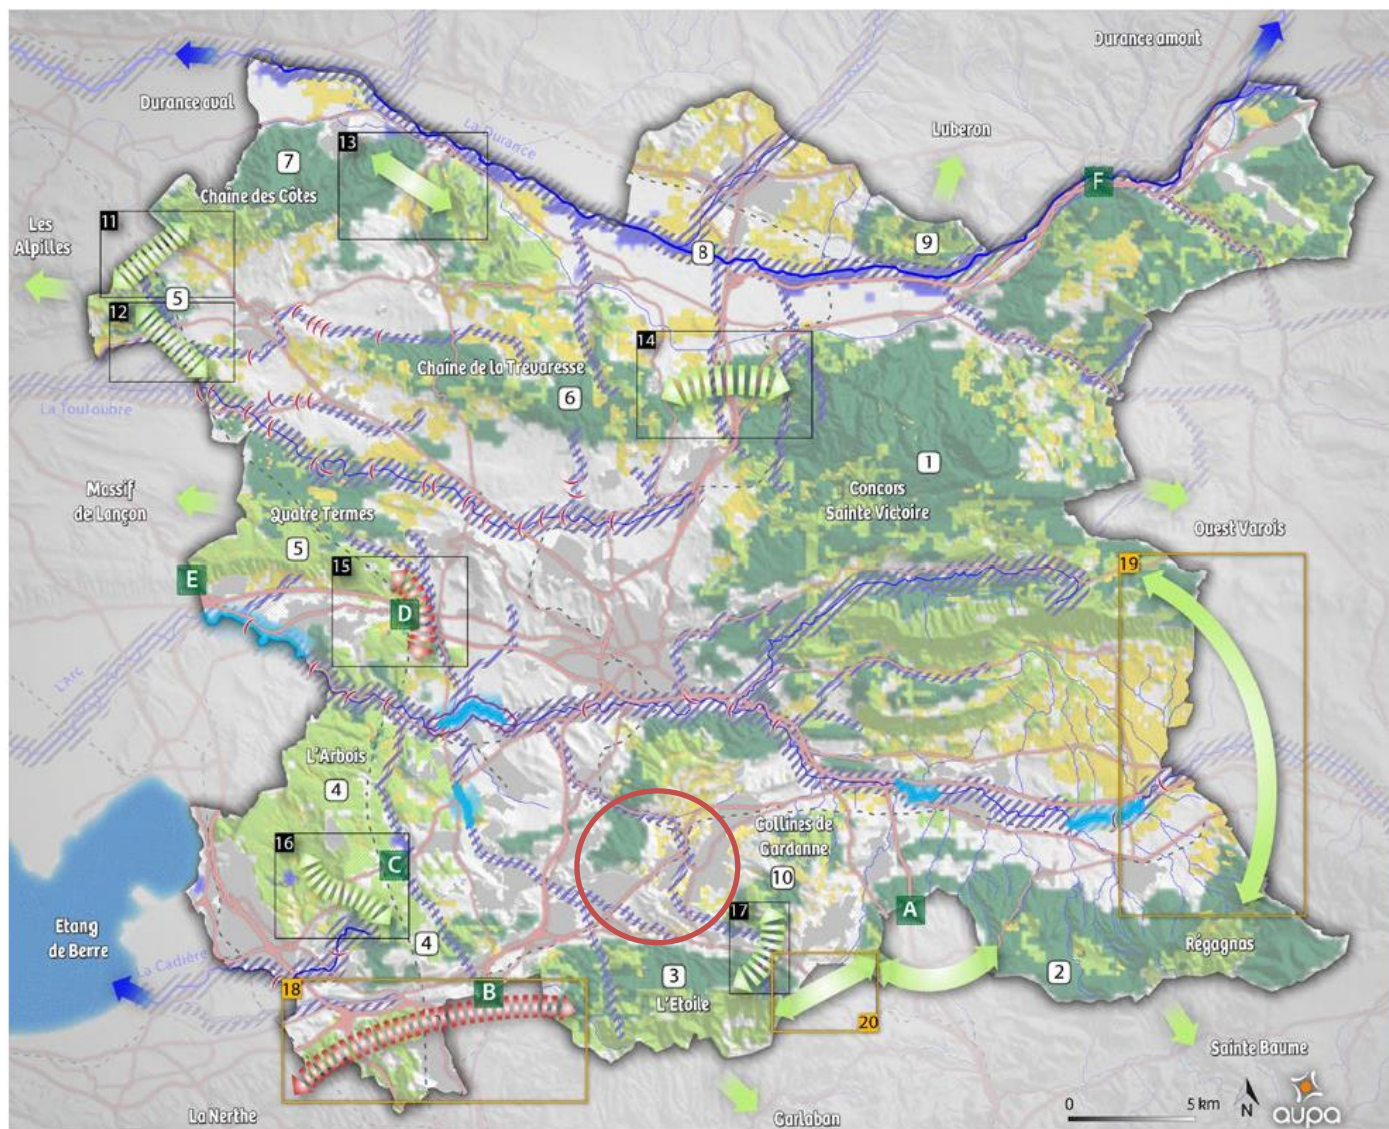 Durance amont
Durance aval
La Durance
Luberon
13
7
Chaîne des Côtes
F
11
Les
Alpilles
9
8
5
12
14
Chaîne de la Trévaresse
6
La Touloubre
1
Concors
Sainte Victoire
Massif
de Lançon
Quatre Termes
5
Ouest Varois
15
19
E
D
L'Arc
L'Arbois
4
Collines de
Gardanne
10
16
C
17
A
Etang
de Berre
4
La Cadière
3
L'Etoile
2
Régagnas
18
B
20
Sainte Baume
La Nerthe
Garlaban
0
5 km
N
aupa